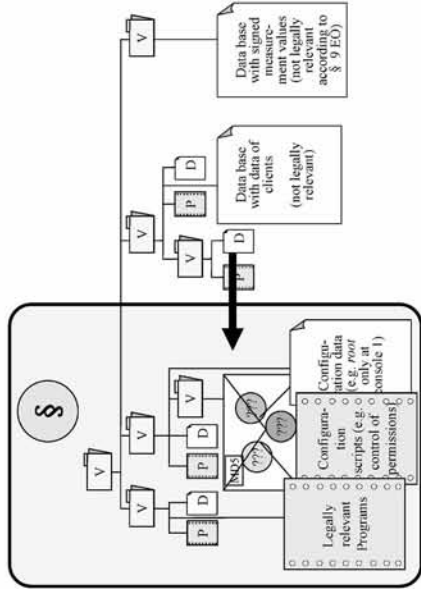 §
V
V
V
V
V
P
D
P
D
V
V
P
D
MD5
???
???
???
P
D
Legally
relevant
Programs
Configura-
tion
scripts (e.g.
control of
permissions)
Configu-
ration data
(e.g. root
only at
console 1)
Data base
with data of
clients
(not legally
relevant)
Data base
with signed
measure-
ment values
(not legally
relevant
according to
§ 9 EO)